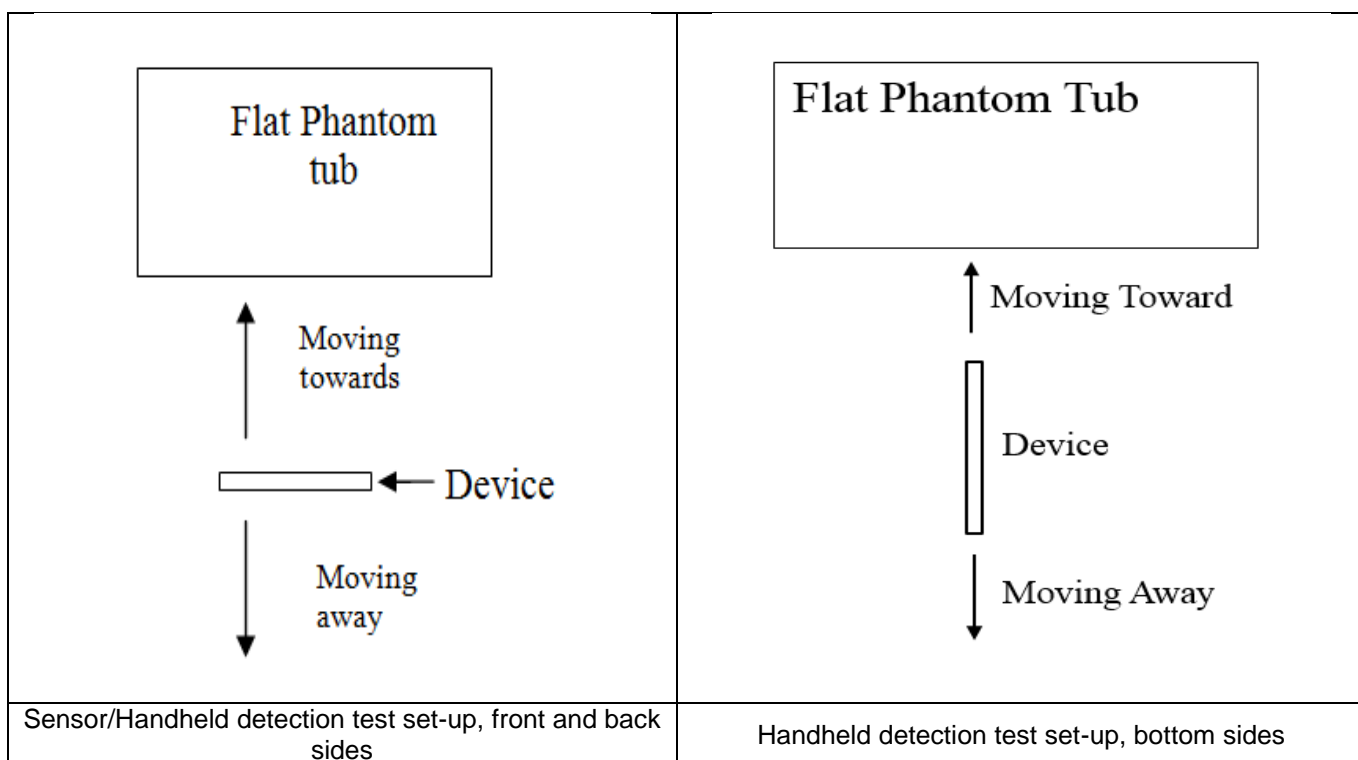 Flat Phantom
tub
Moving
towards
Device
Moving
away
Sensor/Handheld detection test set-up, front and back
sides
Flat Phantom Tub
Moving Toward
Device
Moving Away
Handheld detection test set-up, bottom sides